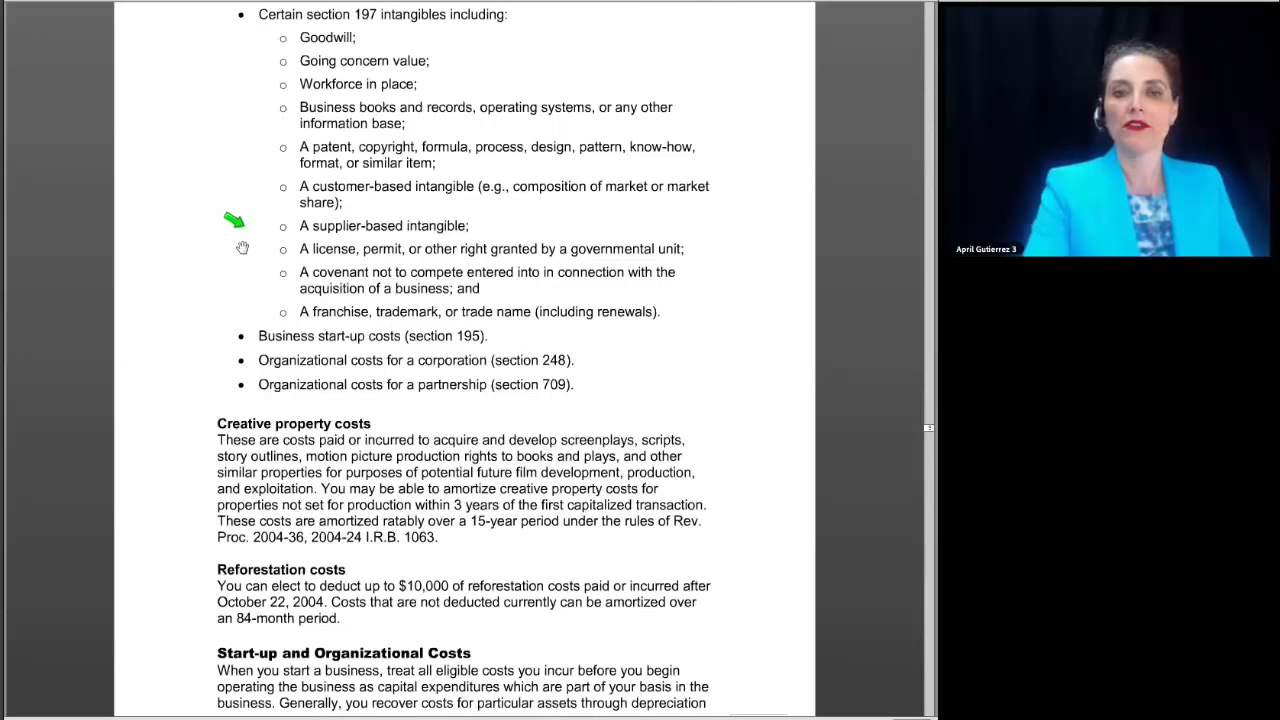 • Certain section 197 intangibles including:
o Goodwill;
o Going concern value;
o Workforce in place;
o Business books and records, operating systems, or any other
information base;
o A patent, copyright, formula, process, design, pattern, know-how,
format, or similar item;
o A customer-based intangible (e.g., composition of market or market
share);
o A supplier-based intangible;
o A license, permit, or other right granted by a governmental unit;
o A covenant not to compete entered into in connection with the
acquisition of a business; and
o A franchise, trademark, or trade name (including renewals).
• Business start-up costs (section 195).
• Organizational costs for a corporation (section 248).
• Organizational costs for a partnership (section 709).
Creative property costs
These are costs paid or incurred to acquire and develop screenplays, scripts,
story outlines, motion picture production rights to books and plays, and other
similar properties for purposes of potential future film development, production,
and exploitation. You may be able to amortize creative property costs for
properties not set for production within 3 years of the first capitalized transaction.
These costs are amortized ratably over a 15-year period under the rules of Rev.
Proc. 2004-36, 2004-24 I.R.B. 1063.
Reforestation costs
You can elect to deduct up to $10,000 of reforestation costs paid or incurred after
October 22, 2004. Costs that are not deducted currently can be amortized over
an 84-month period.
Start-up and Organizational Costs
When you start a business, treat all eligible costs you incur before you begin
operating the business as capital expenditures which are part of your basis in the
business. Generally, you recover costs for particular assets through depreciation
April Gutierrez 3